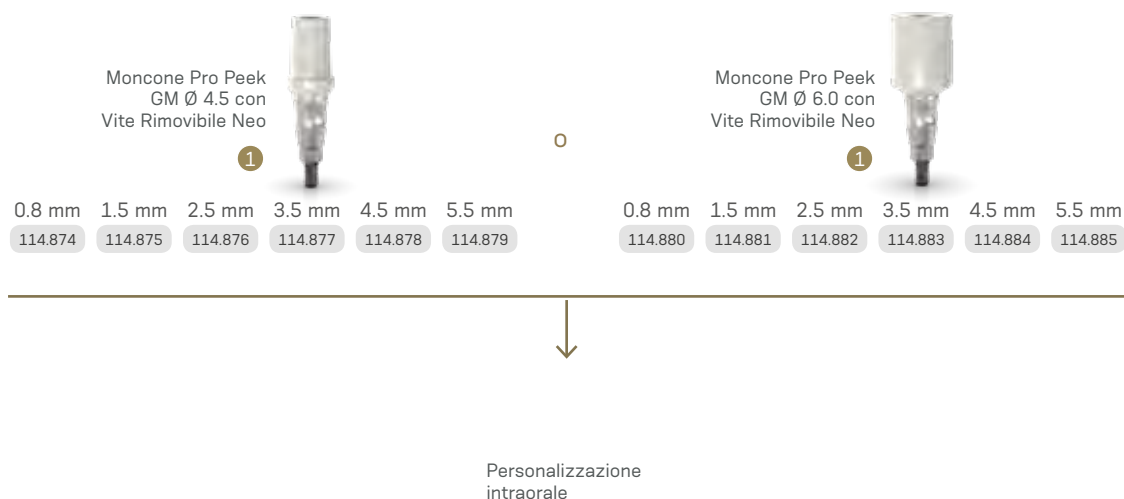 Moncone Pro Peek
GM Ø 4.5 con
Vite Rimovibile Neo
1
0.8 mm 1.5 mm 2.5 mm 3.5 mm 4.5 mm 5.5 mm
114.874 114.875 114.876 114.877 114.878 114.879
o
Moncone Pro Peek
GM Ø 6.0 con
Vite Rimovibile Neo
1
0.8 mm 1.5 mm 2.5 mm 3.5 mm 4.5 mm 5.5 mm
114.880 114.881 114.882 114.883 114.884 114.885
Personalizzazione
intraorale